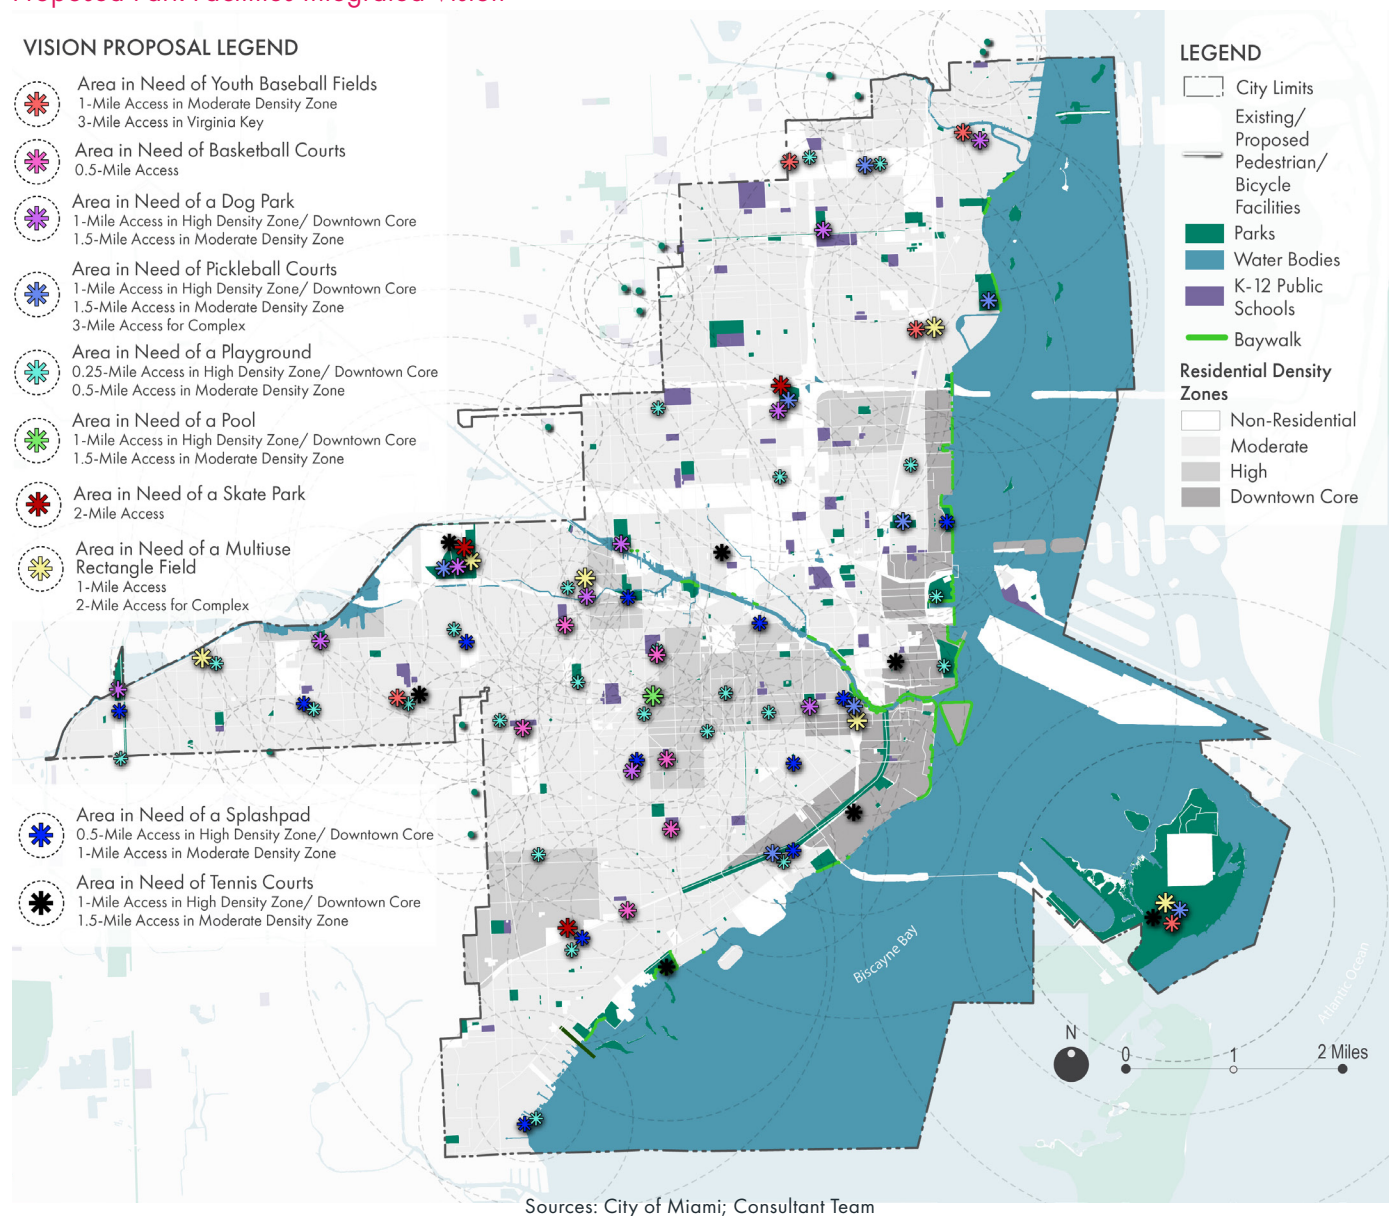 Proposed Park Facilities Integrated Vision
VISION PROPOSAL LEGEND
Area in Need of Youth Baseball Fields
1-Mile Access in Moderate Density Zone
3-Mile Access in Virginia Key
Area in Need of Basketball Courts
0.5-Mile Access
Area in Need of a Dog Park
1-Mile Access in High Density Zone/ Downtown Core
1.5-Mile Access in Moderate Density Zone
Area in Need of Pickleball Courts
1-Mile Access in High Density Zone/ Downtown Core
1.5-Mile Access in Moderate Density Zone
3-Mile Access for Complex
Area in Need of a Playground
0.25-Mile Access in High Density Zone/ Downtown Core
0.5-Mile Access in Moderate Density Zone
Area in Need of a Pool
1-Mile Access in High Density Zone/ Downtown Core
1.5-Mile Access in Moderate Density Zone
Area in Need of a Skate Park
2-Mile Access
Area in Need of a Multiuse
Rectangle Field
1-Mile Access
2-Mile Access for Complex
Area in Need of a Splashpad
0.5-Mile Access in High Density Zone/ Downtown Core
1-Mile Access in Moderate Density Zone
Area in Need of Tennis Courts
1-Mile Access in High Density Zone/ Downtown Core
1.5-Mile Access in Moderate Density Zone
LEGEND
City Limits
Existing/
Proposed
Pedestrian/
Bicycle
Facilities
Parks
Water Bodies
K-12 Public
Schools
Baywalk
Residential Density
Zones
Non-Residential
Moderate
High
Downtown Core
Biscayne Bay
Atlantic Ocean
N
0 1 2 Miles
Sources: City of Miami; Consultant Team